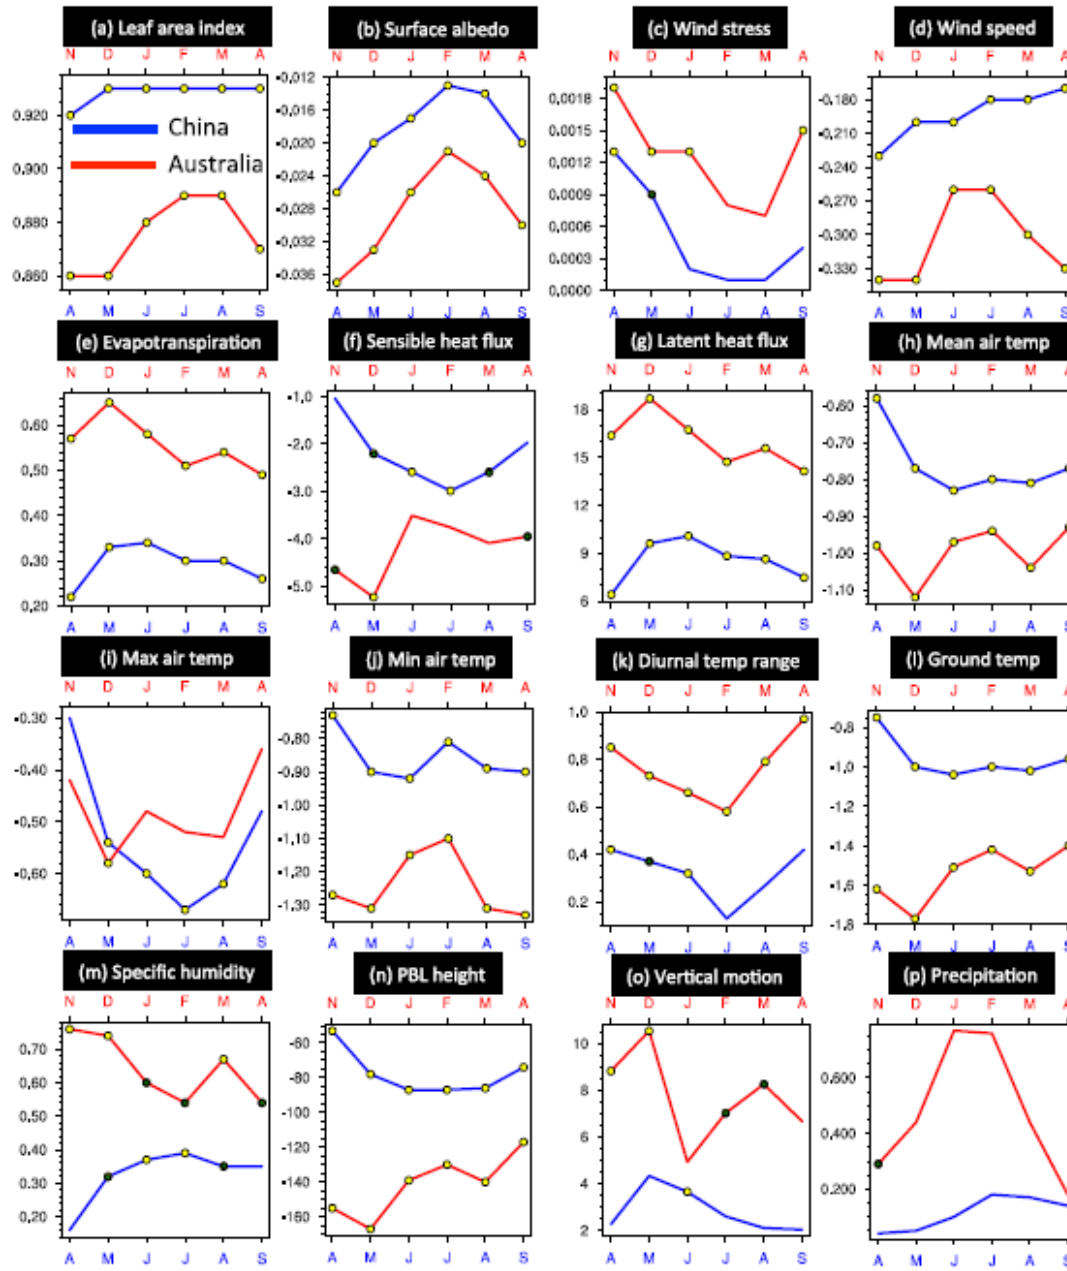 (a) Leaf area index
N D J F M A
0.920
0.900
0.880
0.860
China
Australia
A M J J A S
(b) Surface albedo
N D J F M A
-0.012
-0.016
-0.020
-0.024
-0.028
-0.032
-0.036
A M J J A S
(c) Wind stress
N D J F M A
0.0018
0.0015
0.0012
0.0009
0.0006
0.0003
0.0000
A M J J A S
(d) Wind speed
N D J F M A
-0.180
-0.210
-0.240
-0.270
-0.300
-0.330
A M J J A S
(e) Evapotranspiration
N D J F M A
0.60
0.50
0.40
0.30
0.20
A M J J A S
(f) Sensible heat flux
N D J F M A
-1.0
-2.0
-3.0
-4.0
-5.0
A M J J A S
(g) Latent heat flux
N D J F M A
18
15
12
9
6
A M J J A S
(h) Mean air temp
N D J F M A
-0.60
-0.70
-0.80
-0.90
-1.00
-1.10
A M J J A S
(i) Max air temp
N D J F M A
-0.30
-0.40
-0.50
-0.60
A M J J A S
(j) Min air temp
N D J F M A
-0.80
-0.90
-1.00
-1.10
-1.20
-1.30
A M J J A S
(k) Diurnal temp range
N D J F M A
1.0
0.8
0.6
0.4
0.2
A M J J A S
(l) Ground temp
N D J F M A
-0.8
-1.0
-1.2
-1.4
-1.6
-1.8
A M J J A S
(m) Specific humidity
N D J F M A
0.70
0.60
0.50
0.40
0.30
0.20
A M J J A S
(n) PBL height
N D J F M A
-60
-80
-100
-120
-140
-160
A M J J A S
(o) Vertical motion
N D J F M A
10
8
6
4
2
A M J J A S
(p) Precipitation
N D J F M A
0.600
0.400
0.200
A M J J A S